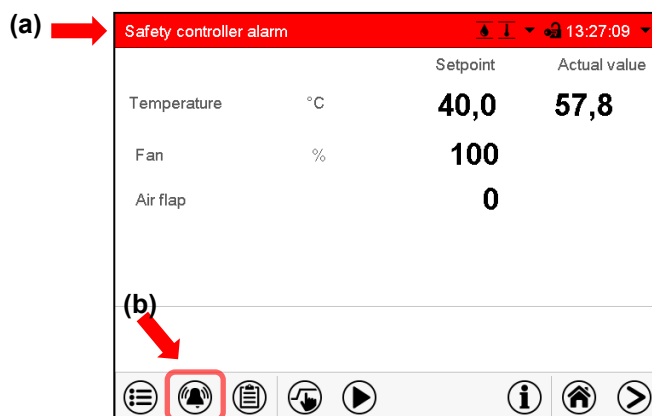 (a)
Safety controller alarm 13:27:09
Setpoint Actual value
Temperature °C 40,0 57,8
Fan % 100
Air flap 0
(b)